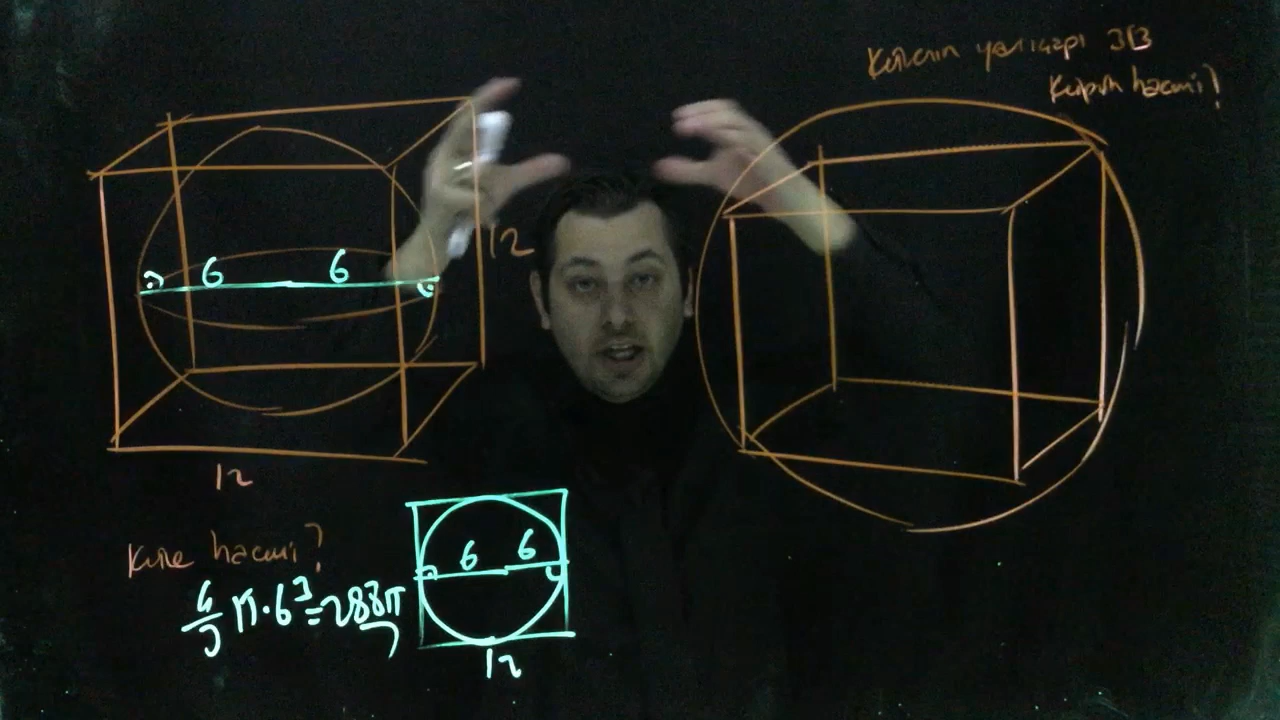 Kürenin yarıçapı 3√3
Küpün hacmi?
6 6
12
12
Küre hacmi?
4/3 π·6³=288π
6 6
12